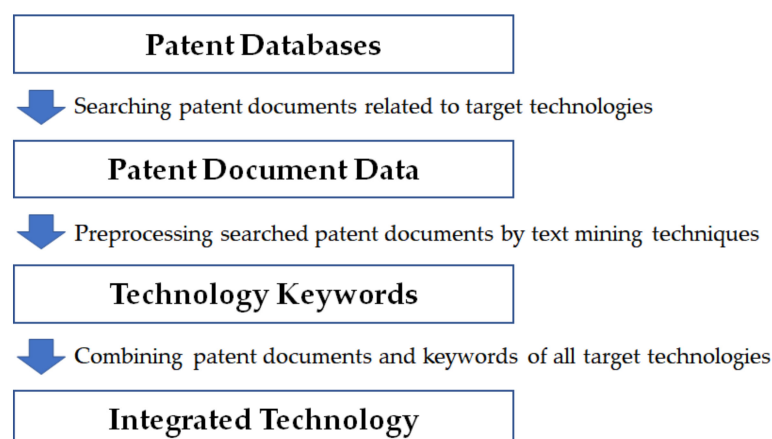 Patent Databases
Searching patent documents related to target technologies
Patent Document Data
Preprocessing searched patent documents by text mining techniques
Technology Keywords
Combining patent documents and keywords of all target technologies
Integrated Technology